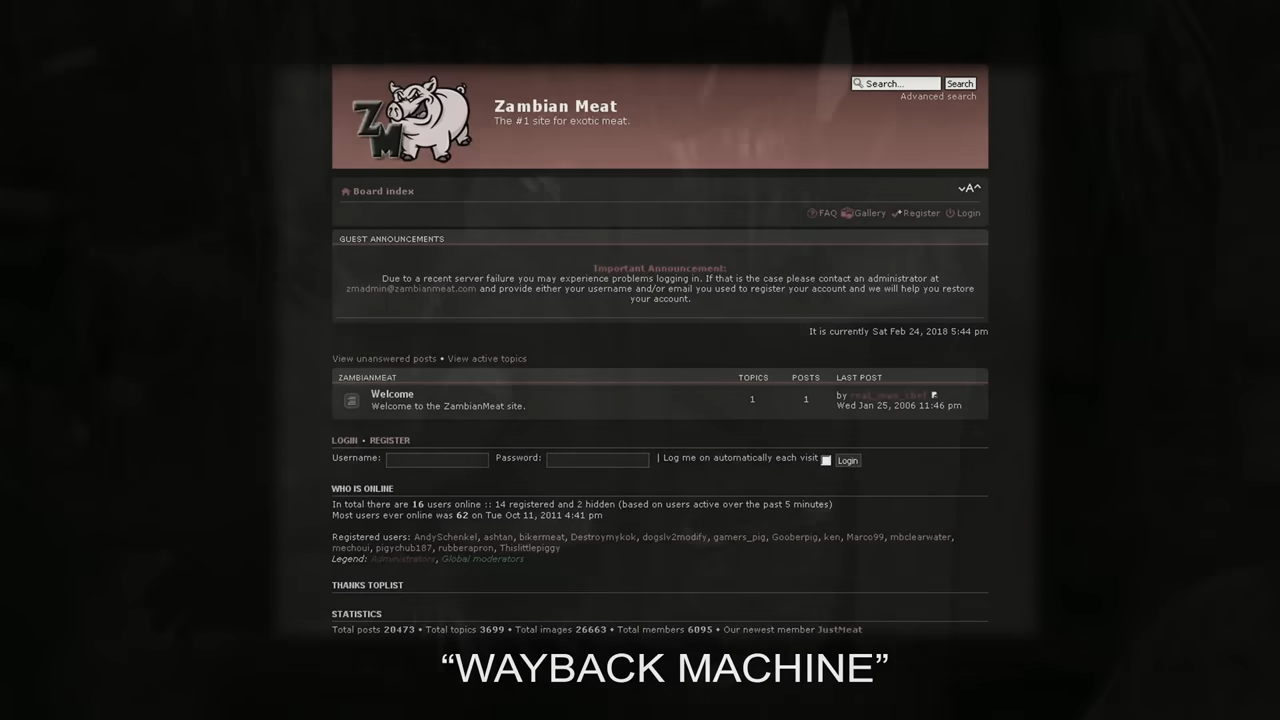 ZM
Zambian Meat
The #1 site for exotic meat.
Search... Search
Advanced search
Board index
A
FAQ Gallery Register Login
GUEST ANNOUNCEMENTS
Important Announcement:
Due to a recent server failure you may experience problems logging in. If that is the case please contact an administrator at
zmadmin@zambianmeat.com and provide either your username and/or email you used to register your account and we will help you restore
your account.
It is currently Sat Feb 24, 2018 5:44 pm
View unanswered posts • View active topics
ZAMBIANMEAT TOPICS POSTS LAST POST
Welcome
Welcome to the ZambianMeat site.
1 1
by
Wed Jan 25, 2006 11:46 pm
LOGIN • REGISTER
Username: Password: | Log me on automatically each visit Login
WHO IS ONLINE
In total there are 16 users online :: 14 registered and 2 hidden (based on users active over the past 5 minutes)
Most users ever online was 62 on Tue Oct 11, 2011 4:41 pm
Registered users: AndySchenkel, ashtan, bikermeat, Destroymykok, dogslv2modify, gamers_pig, Gooberpig, ken, Marco99, mbclearwater,
mechoui, pigychub187, rubberapron, Thislittlepiggy
Legend: Administrators, Global moderators
THANKS TOPLIST
STATISTICS
Total posts 20473 • Total topics 3699 • Total images 26663 • Total members 6095 • Our newest member JustMeat
“WAYBACK MACHINE”